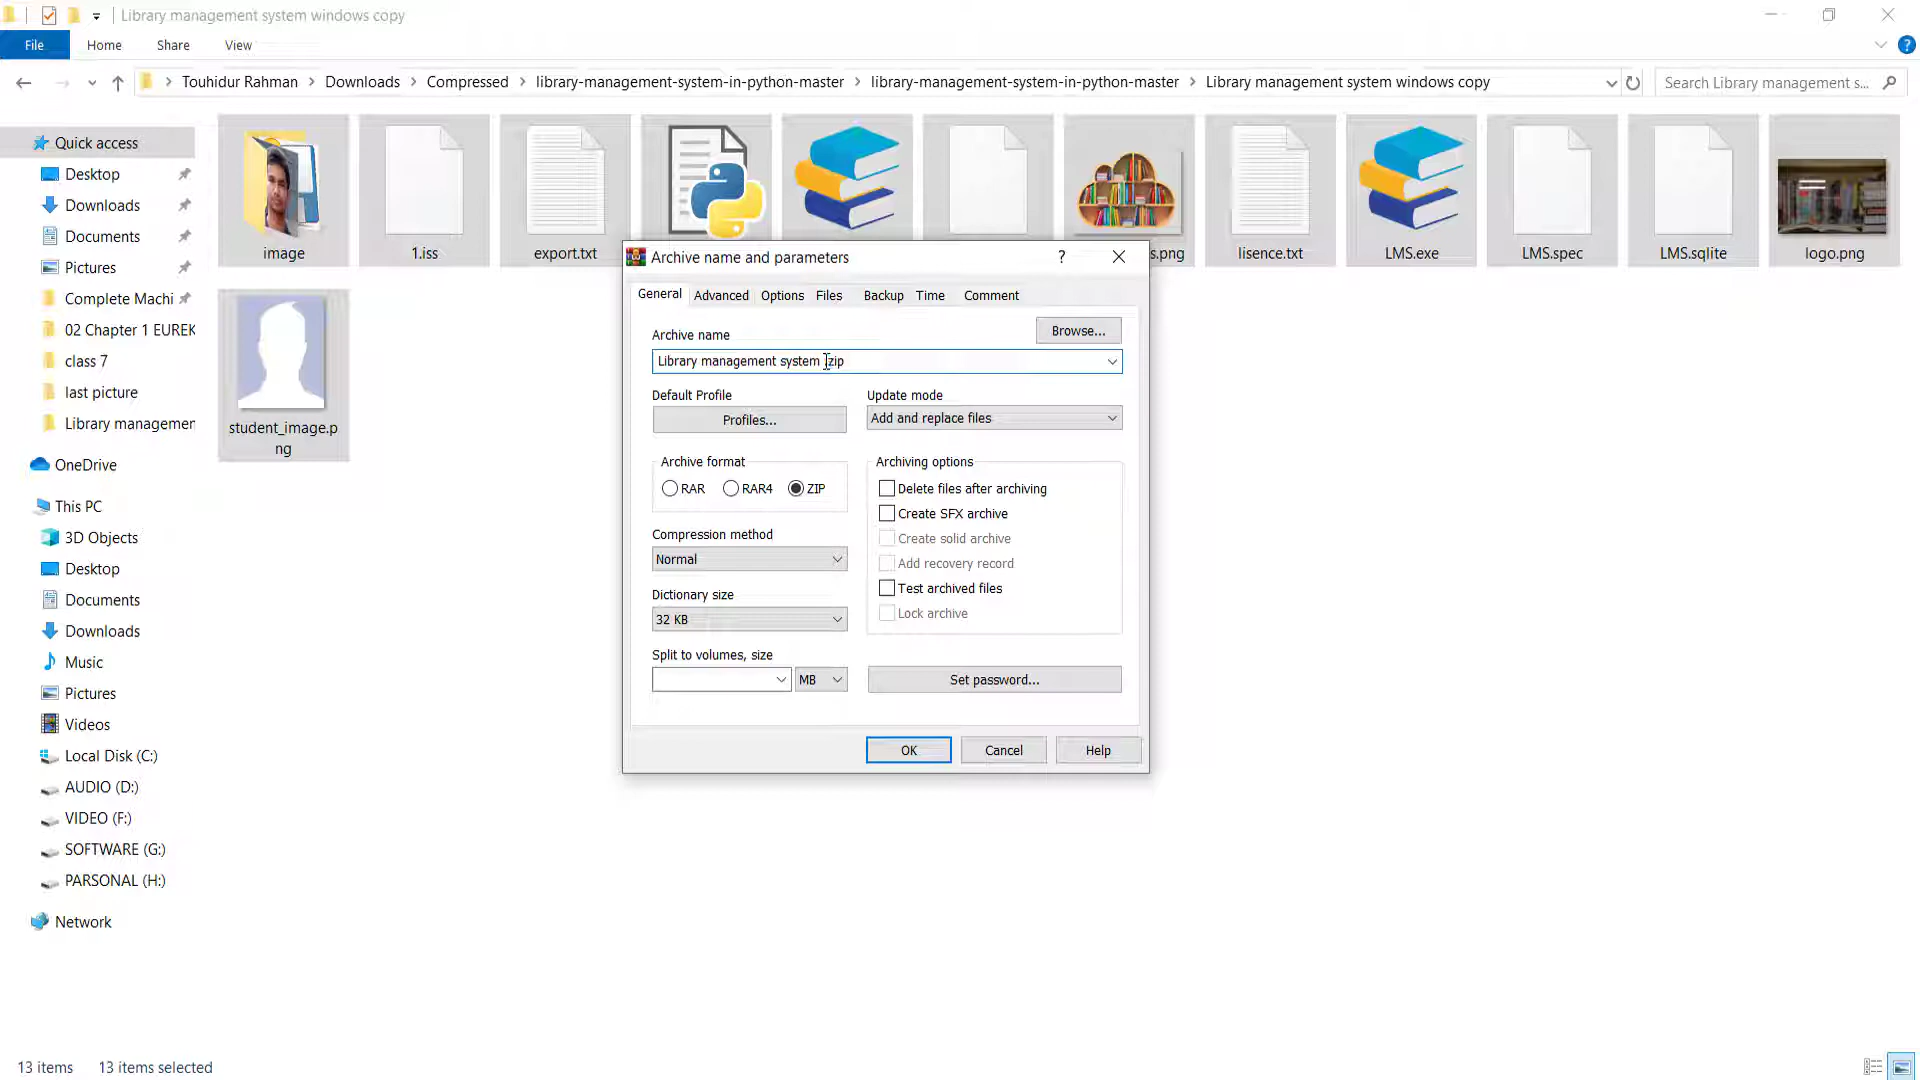 Library management system windows copy
File Home Share View
Touhidur Rahman Downloads Compressed library-management-system-in-python-master library-management-system-in-python-master Library management system windows copy
Search Library management s...
Quick access
Desktop
Downloads
Documents
Pictures
Complete Machi
02 Chapter 1 EUREK
class 7
last picture
Library managemen
OneDrive
This PC
3D Objects
Desktop
Documents
Downloads
Music
Pictures
Videos
Local Disk (C:)
AUDIO (D:)
VIDEO (F:)
SOFTWARE (G:)
PARSONAL (H:)
Network
image
1.iss
export.txt
s.png
lisence.txt
LMS.exe
LMS.spec
LMS.sqlite
logo.png
student_image.p
ng
Archive name and parameters
?
General Advanced Options Files Backup Time Comment
Archive name
Browse...
Library management system .zip
Default Profile
Profiles...
Update mode
Add and replace files
Archive format
RAR RAR4 ZIP
Compression method
Normal
Dictionary size
32 KB
Split to volumes, size
MB
Archiving options
Delete files after archiving
Create SFX archive
Create solid archive
Add recovery record
Test archived files
Lock archive
Set password...
OK Cancel Help
13 items 13 items selected